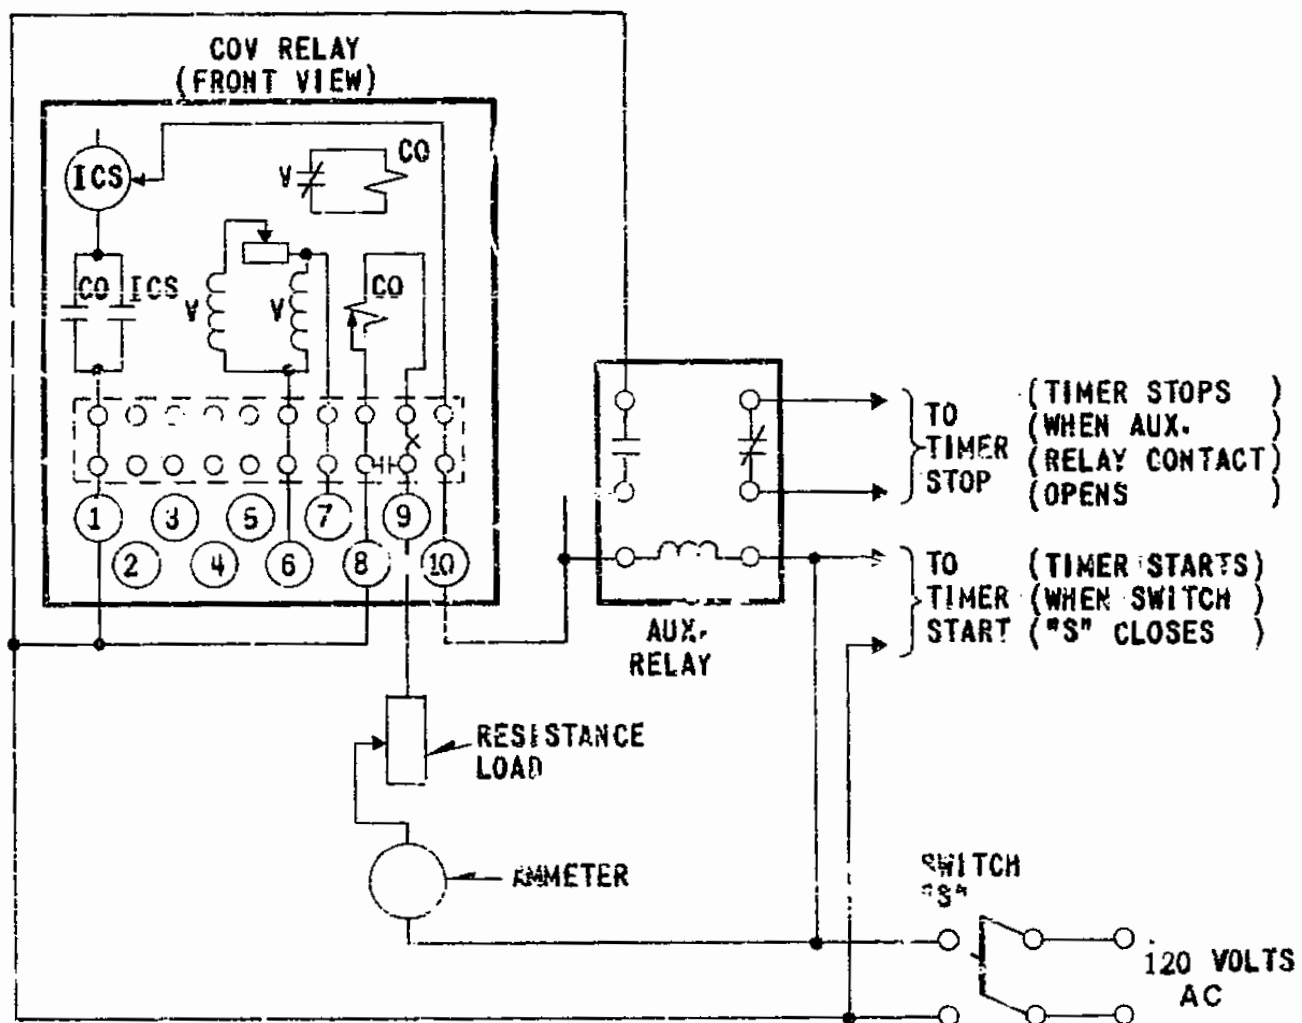 COV RELAY
(FRONT VIEW)
ICS
V
CO
CO
ICS
V
V
CO
1
3
5
7
9
2
4
6
8
10
AUX.
RELAY
TO
TIMER
STOP
(TIMER STOPS )
(WHEN AUX. )
(RELAY CONTACT)
(OPENS )
TO
TIMER
START
(TIMER STARTS)
(WHEN SWITCH )
("S" CLOSES )
RESISTANCE
LOAD
AMMETER
SWITCH
"S"
120 VOLTS
AC